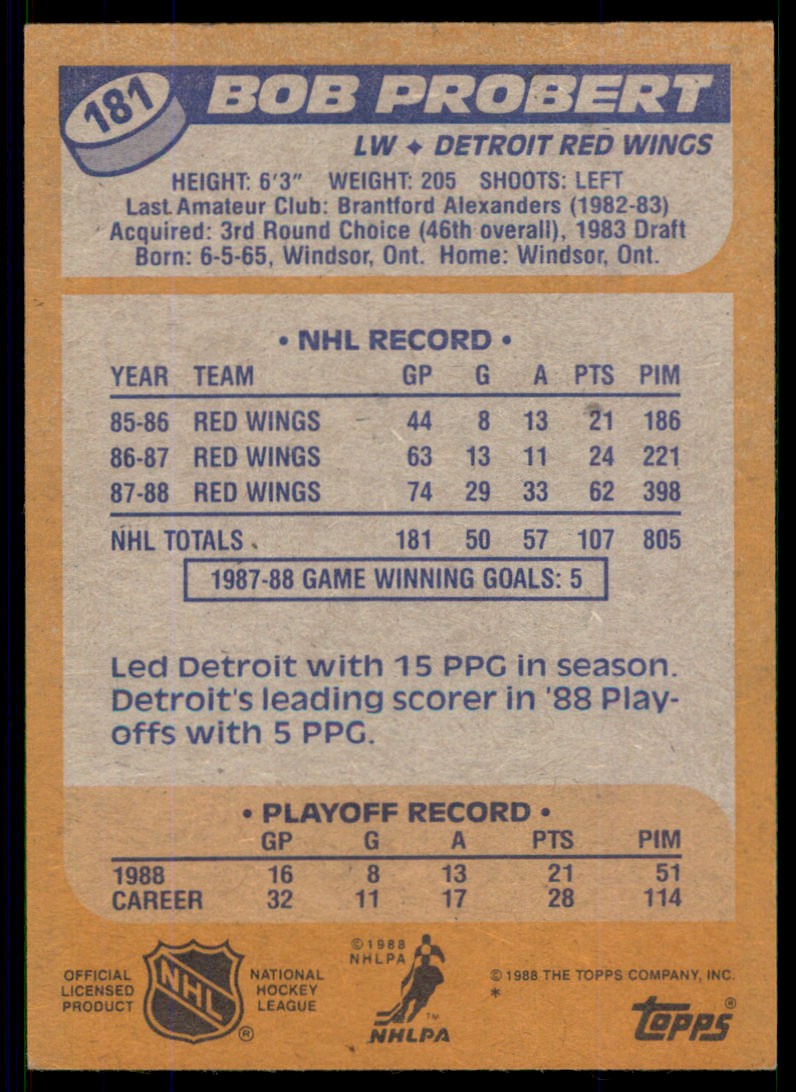 181
BOB PROBERT
LW ✦ DETROIT RED WINGS
HEIGHT: 6'3" WEIGHT: 205 SHOOTS: LEFT
Last Amateur Club: Brantford Alexanders (1982-83)
Acquired: 3rd Round Choice (46th overall), 1983 Draft
Born: 6-5-65, Windsor, Ont. Home: Windsor, Ont.
• NHL RECORD •
YEAR TEAM GP G A PTS PIM
85-86 RED WINGS 44 8 13 21 186
86-87 RED WINGS 63 13 11 24 221
87-88 RED WINGS 74 29 33 62 398
NHL TOTALS 181 50 57 107 805
1987-88 GAME WINNING GOALS: 5
Led Detroit with 15 PPG in season.
Detroit's leading scorer in '88 Play-
offs with 5 PPG.
• PLAYOFF RECORD •
GP G A PTS PIM
1988 16 8 13 21 51
CAREER 32 11 17 28 114
OFFICIAL
LICENSED
PRODUCT
NHL
®
NATIONAL
HOCKEY
LEAGUE
© 1988
NHLPA
TM
NHLPA
© 1988 THE TOPPS COMPANY, INC.
*
topps®